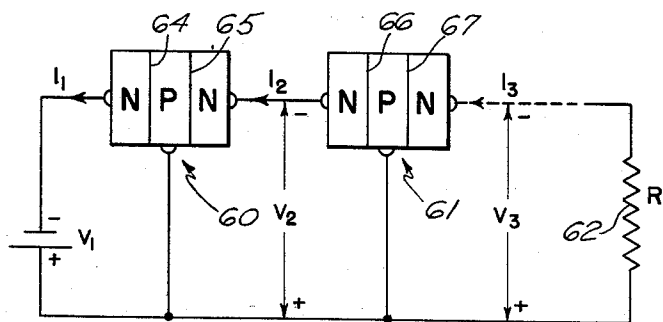 64 65 66 67
I₁ N P N I₂ N P N I₃
- - -
60 61
- V₁ + V₂ V₃ 62 R
+ +